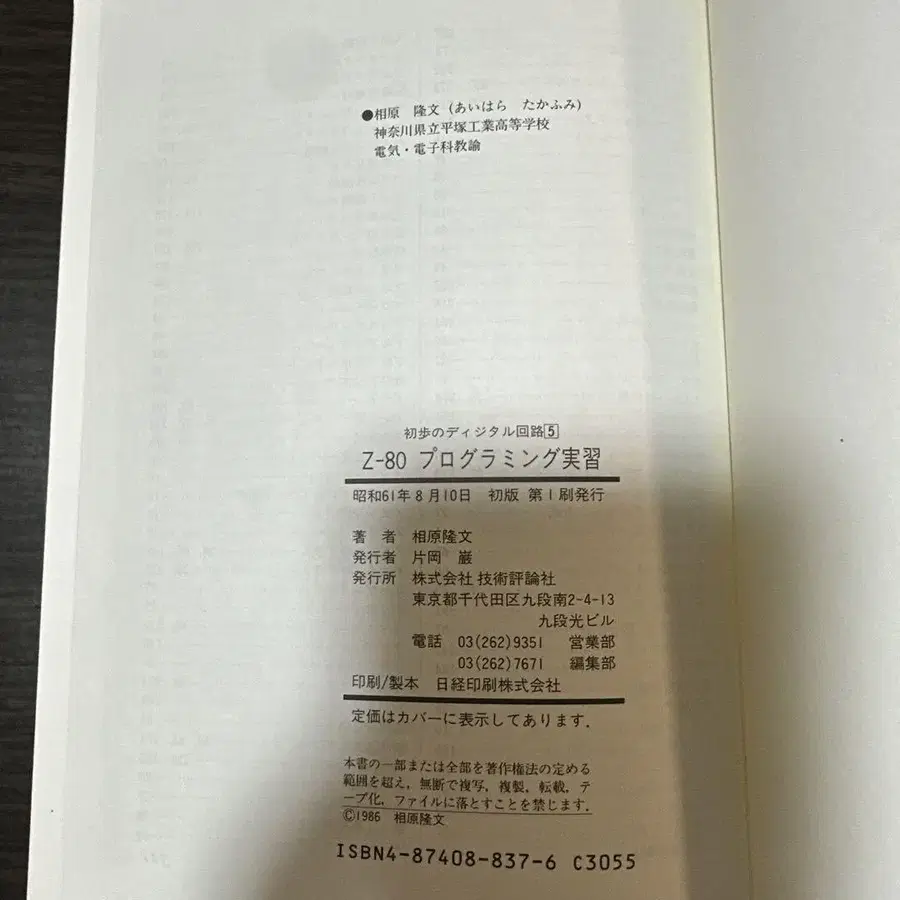 ●相原 隆文 (あいはら たかふみ)
神奈川県立平塚工業高等学校
電気・電子科教諭
初歩のディジタル回路5
Z-80 プログラミング実習
昭和61年8月10日 初版 第1刷発行
著 者 相原隆文
発行者 片岡 巌
発行所 株式会社 技術評論社
東京都千代田区九段南2-4-13
九段光ビル
電話 03(262)9351 営業部
03(262)7671 編集部
印刷/製本 日経印刷株式会社
定価はカバーに表示してあります.
本書の一部または全部を著作権法の定める
範囲を超え, 無断で複写, 複製, 転載, テ
ープ化, ファイルに落とすことを禁じます.
©1986 相原隆文
ISBN4-87408-837-6 C3055